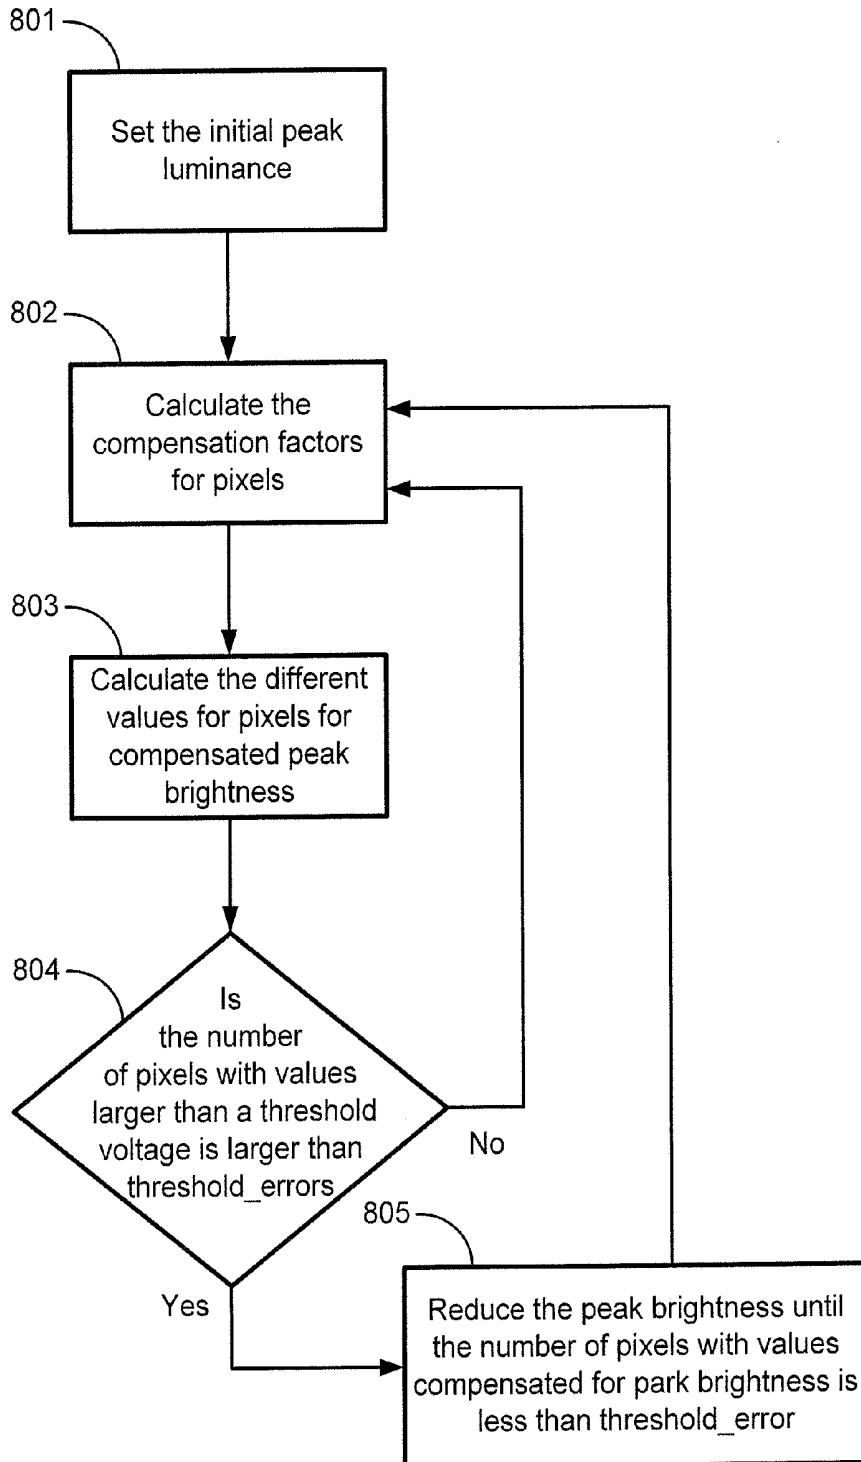 801
Set the initial peak
luminance
802
Calculate the
compensation factors
for pixels
803
Calculate the different
values for pixels for
compensated peak
brightness
804
Is
the number
of pixels with values
larger than a threshold
voltage is larger than
threshold_errors
No
Yes
805
Reduce the peak brightness until
the number of pixels with values
compensated for park brightness is
less than threshold_error